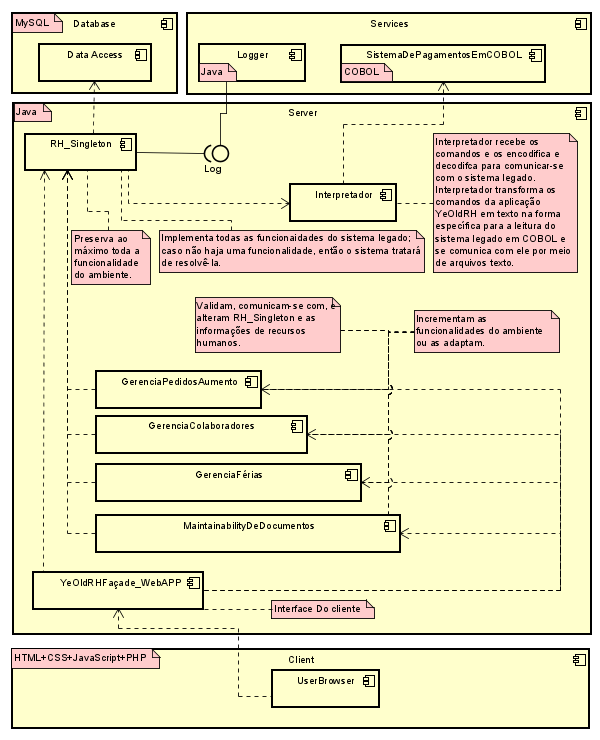 MySQL
Database
Data Access
Services
Logger
Java
SistemaDePagamentosEmCOBOL
COBOL
Java
Server
RH_Singleton
Log
Interpretador
Interpretador recebe os
comandos e os encodifica e
decodifca para comunicar-se
com o sistema legado.
Interpretador transforma os
comandos da aplicação
YeOldRH em texto na forma
específica para a leitura do
sistema legado em COBOL e
se comunica com ele por meio
de arquivos texto.
Preserva ao
máximo toda a
funcionalidade
do ambiente.
Implementa todas as funcionaidades do sistema legado;
caso não haja uma funcionalidade, então o sistema tratará
de resolvê-la.
Validam, comunicam-se com, e
alteram RH_Singleton e as
informações de recursos
humanos.
Incrementam as
funcionalidades do ambiente
ou as adaptam.
GerenciaPedidosAumento
GerenciaColaboradores
GerenciaFérias
MaintainabilityDeDocumentos
YeOldRHFaçade_WebAPP
Interface Do cliente
HTML+CSS+JavaScript+PHP
Client
UserBrowser